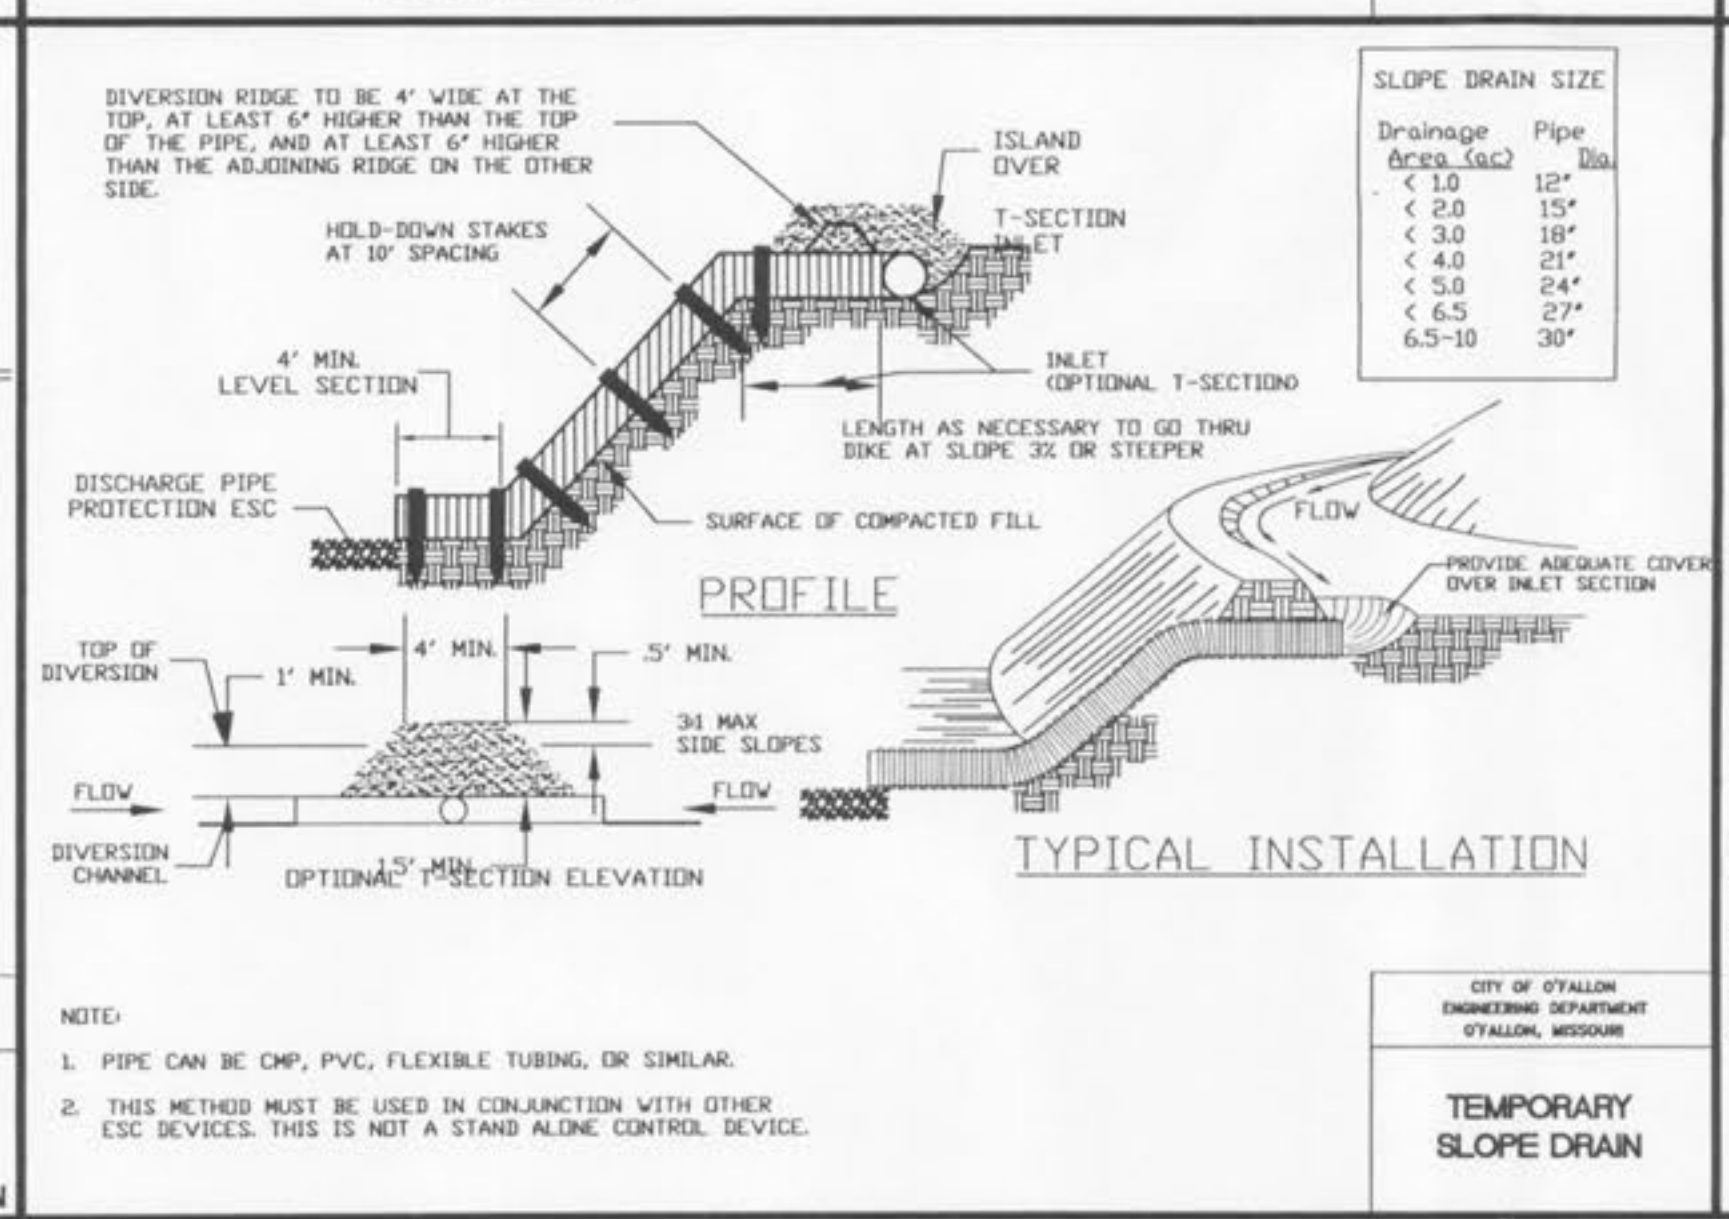 DIVERSION RIDGE TO BE 4' WIDE AT THE
TOP, AT LEAST 6" HIGHER THAN THE TOP
OF THE PIPE, AND AT LEAST 6" HIGHER
THAN THE ADJOINING RIDGE ON THE OTHER
SIDE.
ISLAND
OVER
T-SECTION
INLET
HOLD-DOWN STAKES
AT 10' SPACING
4' MIN.
LEVEL SECTION
INLET
(OPTIONAL T-SECTION)
LENGTH AS NECESSARY TO GO THRU
DIKE AT SLOPE 3% OR STEEPER
DISCHARGE PIPE
PROTECTION ESC
SURFACE OF COMPACTED FILL
PROFILE
SLOPE DRAIN SIZE
Drainage Pipe
Area (ac) Dia.
< 1.0 12"
< 2.0 15"
< 3.0 18"
< 4.0 21"
< 5.0 24"
< 6.5 27"
6.5-10 30"
FLOW
PROVIDE ADEQUATE COVER
OVER INLET SECTION
TYPICAL INSTALLATION
TOP OF
DIVERSION
1' MIN.
4' MIN.
.5' MIN.
3:1 MAX
SIDE SLOPES
FLOW
FLOW
DIVERSION
CHANNEL
1.5' MIN.
OPTIONAL T-SECTION ELEVATION
NOTE:
1. PIPE CAN BE CMP, PVC, FLEXIBLE TUBING, OR SIMILAR.
2. THIS METHOD MUST BE USED IN CONJUNCTION WITH OTHER
ESC DEVICES. THIS IS NOT A STAND ALONE CONTROL DEVICE.
CITY OF O'FALLON
ENGINEERING DEPARTMENT
O'FALLON, MISSOURI
TEMPORARY
SLOPE DRAIN